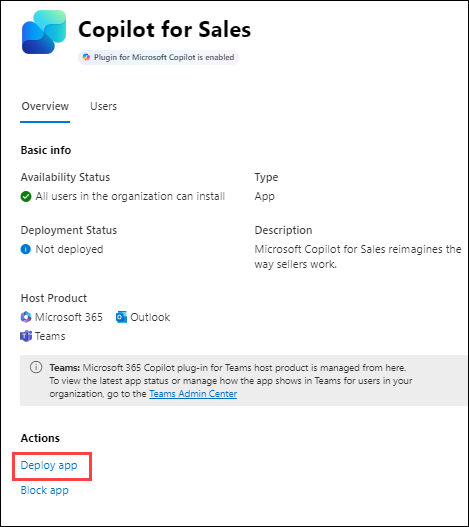 Copilot for Sales
Plugin for Microsoft Copilot is enabled
Overview Users
Basic info
Availability Status Type
All users in the organization can install App
Deployment Status Description
Not deployed Microsoft Copilot for Sales reimagines the
way sellers work.
Host Product
Microsoft 365 Outlook
Teams
Teams: Microsoft 365 Copilot plug-in for Teams host product is managed from here.
To view the latest app status or manage how the app shows in Teams for users in your
organization, go to the Teams Admin Center
Actions
Deploy app
Block app